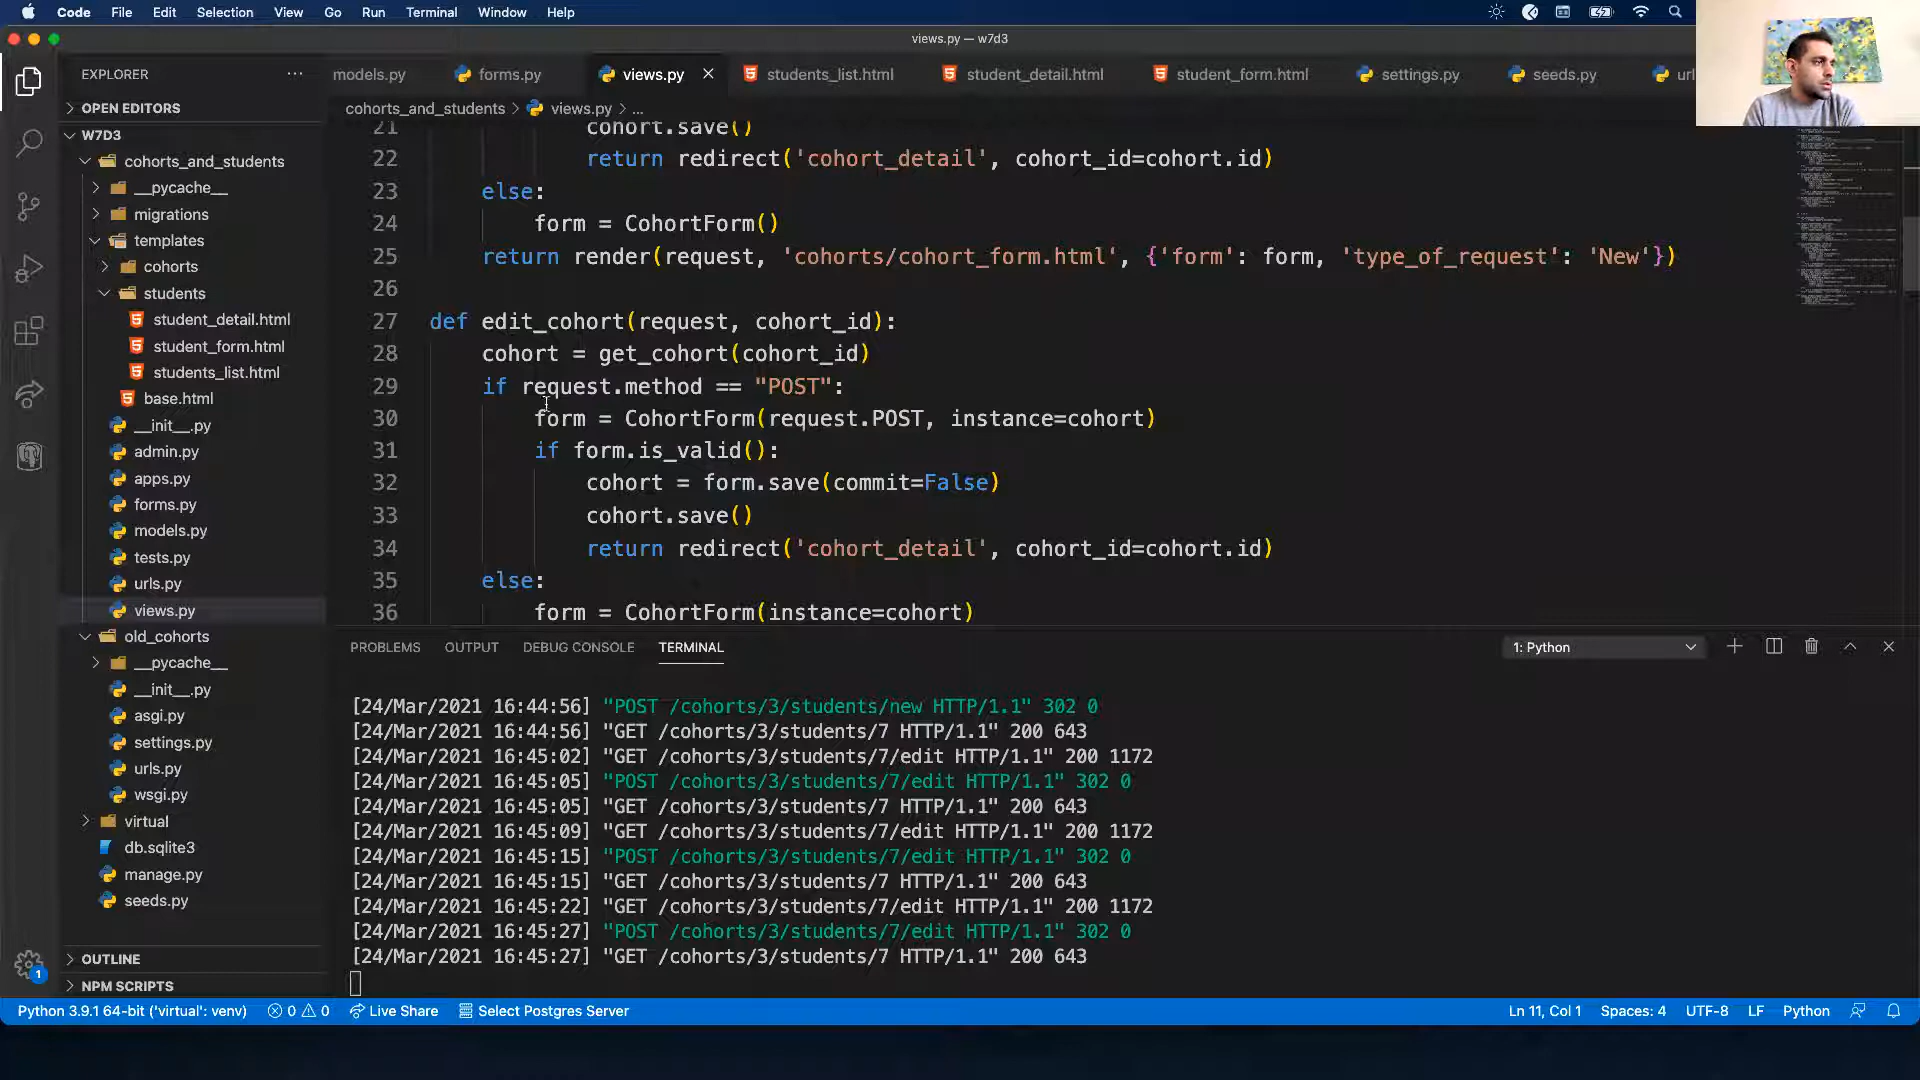 Code File Edit Selection View Go Run Terminal Window Help
views.py — w7d3
EXPLORER
models.py forms.py views.py students_list.html student_detail.html student_form.html settings.py seeds.py
OPEN EDITORS
cohorts_and_students > views.py > ...
W7D3
cohorts_and_students
__pycache__
migrations
templates
cohorts
students
student_detail.html
student_form.html
students_list.html
base.html
__init__.py
admin.py
apps.py
forms.py
models.py
tests.py
urls.py
views.py
old_cohorts
__pycache__
__init__.py
asgi.py
settings.py
urls.py
wsgi.py
virtual
db.sqlite3
manage.py
seeds.py
OUTLINE
NPM SCRIPTS
1
21 cohort.save()
22 return redirect('cohort_detail', cohort_id=cohort.id)
23 else:
24 form = CohortForm()
25 return render(request, 'cohorts/cohort_form.html', {'form': form, 'type_of_request': 'New'})
26
27 def edit_cohort(request, cohort_id):
28 cohort = get_cohort(cohort_id)
29 if request.method == "POST":
30 form = CohortForm(request.POST, instance=cohort)
31 if form.is_valid():
32 cohort = form.save(commit=False)
33 cohort.save()
34 return redirect('cohort_detail', cohort_id=cohort.id)
35 else:
36 form = CohortForm(instance=cohort)
PROBLEMS OUTPUT DEBUG CONSOLE TERMINAL 1: Python
[24/Mar/2021 16:44:56] "POST /cohorts/3/students/new HTTP/1.1" 302 0
[24/Mar/2021 16:44:56] "GET /cohorts/3/students/7 HTTP/1.1" 200 643
[24/Mar/2021 16:45:02] "GET /cohorts/3/students/7/edit HTTP/1.1" 200 1172
[24/Mar/2021 16:45:05] "POST /cohorts/3/students/7/edit HTTP/1.1" 302 0
[24/Mar/2021 16:45:05] "GET /cohorts/3/students/7 HTTP/1.1" 200 643
[24/Mar/2021 16:45:09] "GET /cohorts/3/students/7/edit HTTP/1.1" 200 1172
[24/Mar/2021 16:45:15] "POST /cohorts/3/students/7/edit HTTP/1.1" 302 0
[24/Mar/2021 16:45:15] "GET /cohorts/3/students/7 HTTP/1.1" 200 643
[24/Mar/2021 16:45:22] "GET /cohorts/3/students/7/edit HTTP/1.1" 200 1172
[24/Mar/2021 16:45:27] "POST /cohorts/3/students/7/edit HTTP/1.1" 302 0
[24/Mar/2021 16:45:27] "GET /cohorts/3/students/7 HTTP/1.1" 200 643
Python 3.9.1 64-bit ('virtual': venv) 0 0 Live Share Select Postgres Server Ln 11, Col 1 Spaces: 4 UTF-8 LF Python